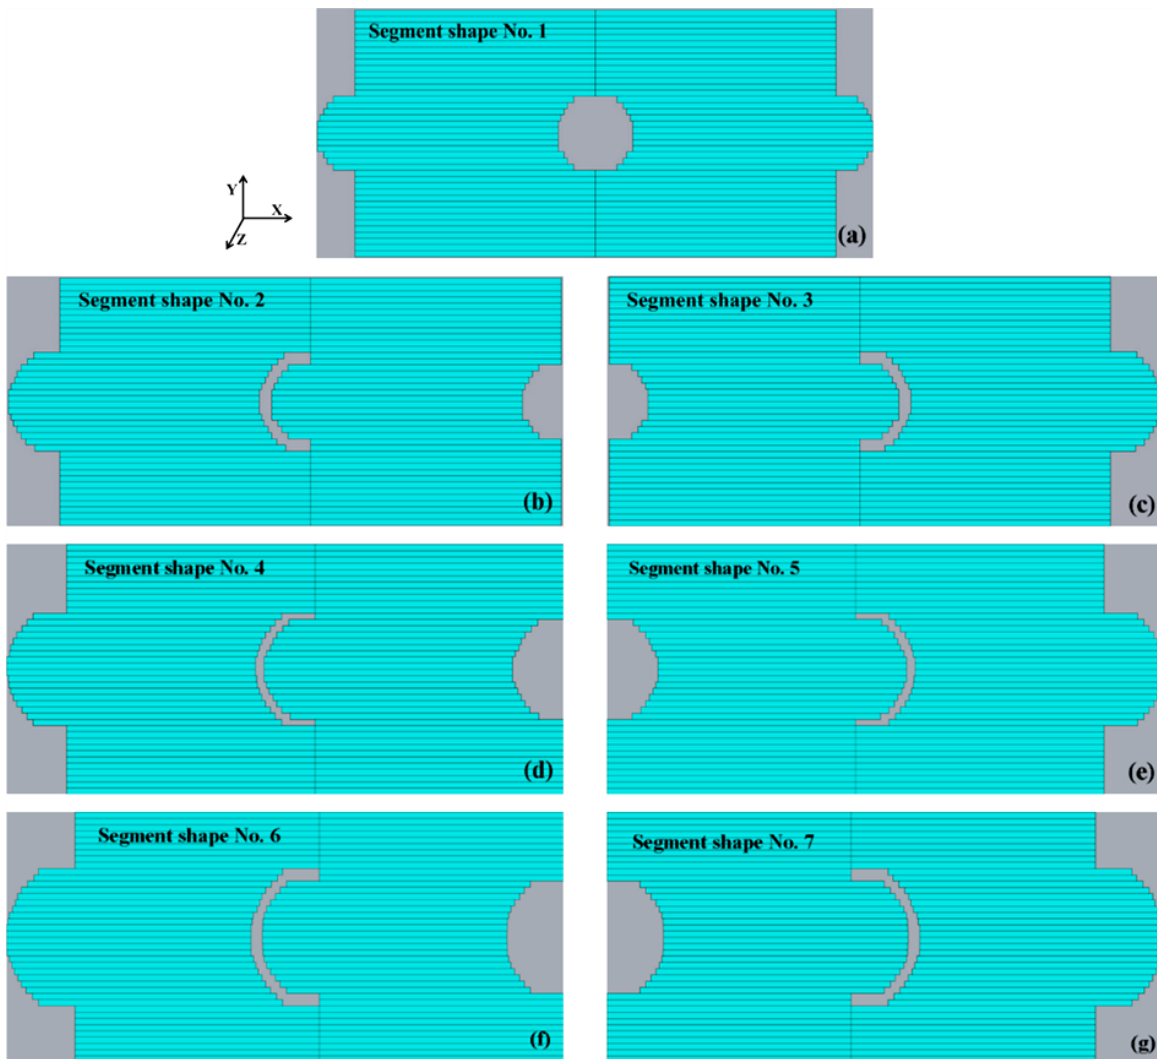 Segment shape No. 1
Y
X
Z
(a)
Segment shape No. 2
(b)
Segment shape No. 3
(c)
Segment shape No. 4
(d)
Segment shape No. 5
(e)
Segment shape No. 6
(f)
Segment shape No. 7
(g)